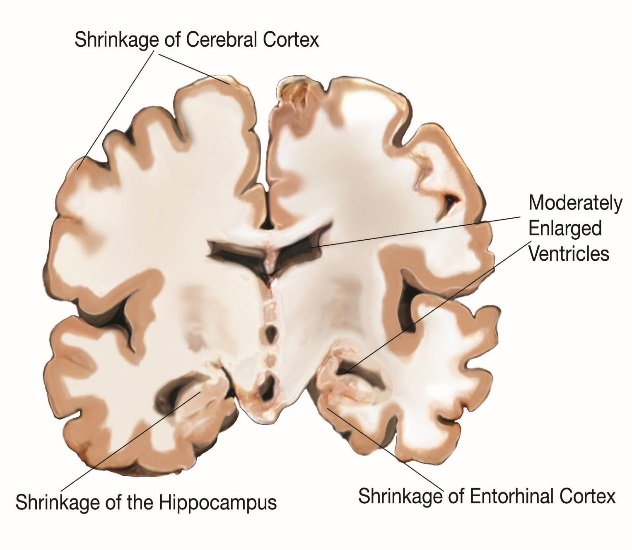 Shrinkage of Cerebral Cortex
Moderately
Enlarged
Ventricles
Shrinkage of the Hippocampus
Shrinkage of Entorhinal Cortex